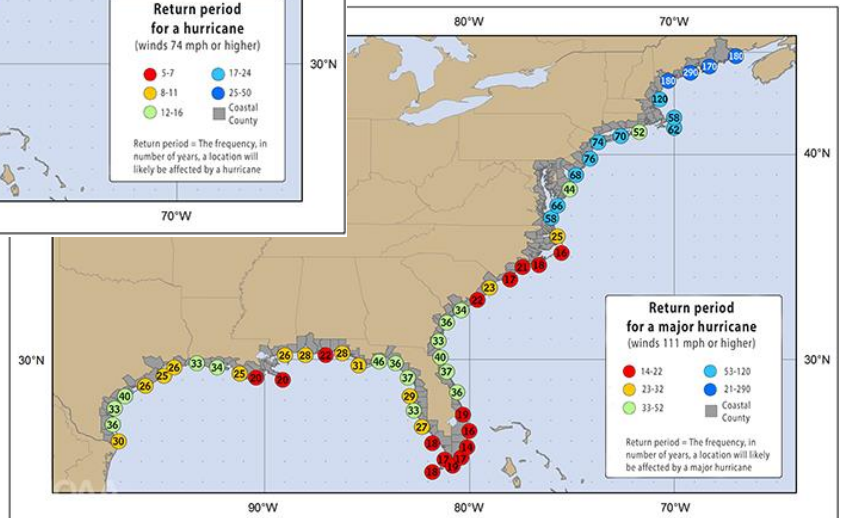 Return period
for a hurricane
(winds 74 mph or higher)
5-7
17-24
8-11
25-50
12-16
Coastal
County
Return period = The frequency, in
number of years, a location will
likely be affected by a hurricane
30°N
70°W
80°W
70°W
180
170
290
180
120
58
62
52
70
74
76
68
44
66
58
25
16
18
21
17
23
22
34
36
33
40
37
36
19
16
14
17
19
17
18
18
27
33
29
37
36
46
31
28
22
28
26
20
20
25
34
33
26
25
26
40
33
36
30
40°N
30°N
30°N
Return period
for a major hurricane
(winds 111 mph or higher)
14-22
53-120
23-32
21-290
33-52
Coastal
County
Return period = The frequency, in
number of years, a location will likely
be affected by a major hurricane
90°W
80°W
70°W